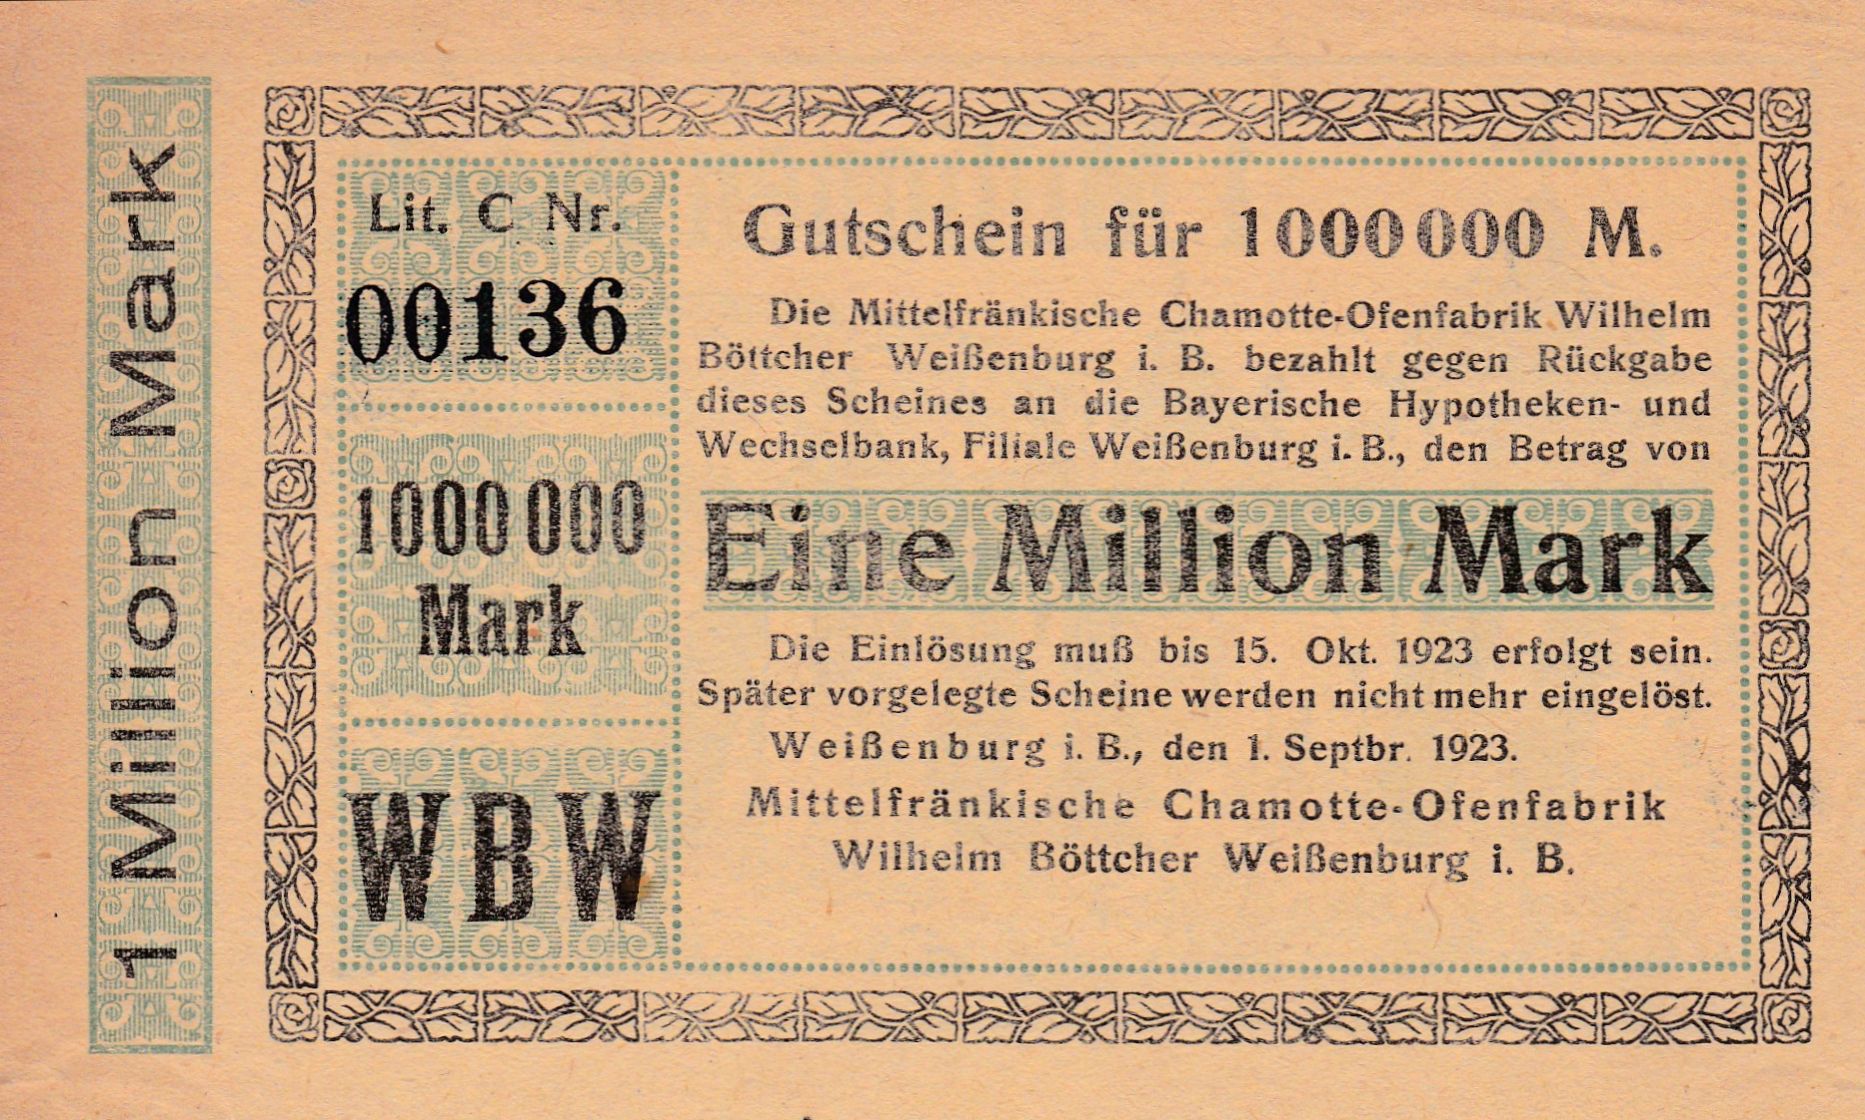 1 Million Mark
Lit. C Nr.
00136
1000000
Mark
WBW
Gutschein für 1000000 M.
Die Mittelfränkische Chamotte-Ofenfabrik Wilhelm
Böttcher Weißenburg i. B. bezahlt gegen Rückgabe
dieses Scheines an die Bayerische Hypotheken- und
Wechselbank, Filiale Weißenburg i. B., den Betrag von
Eine Million Mark
Die Einlösung muß bis 15. Okt. 1923 erfolgt sein.
Später vorgelegte Scheine werden nicht mehr eingelöst.
Weißenburg i. B., den 1. Septbr. 1923.
Mittelfränkische Chamotte-Ofenfabrik
Wilhelm Böttcher Weißenburg i. B.